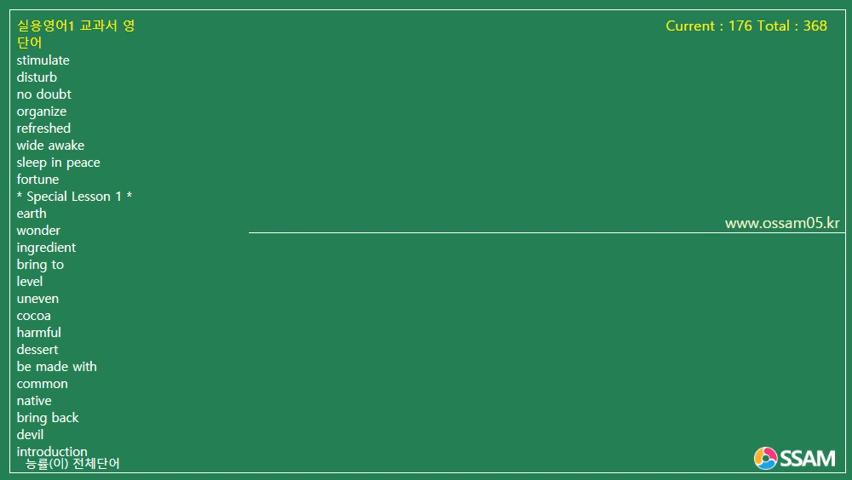 실용영어1 교과서 영
단어
Current : 176 Total : 368
stimulate
disturb
no doubt
organize
refreshed
wide awake
sleep in peace
fortune
* Special Lesson 1 *
earth
wonder
ingredient
bring to
level
uneven
cocoa
harmful
dessert
be made with
common
native
bring back
devil
introduction
능률(이) 전체단어
www.ossam05.kr
OSSAM